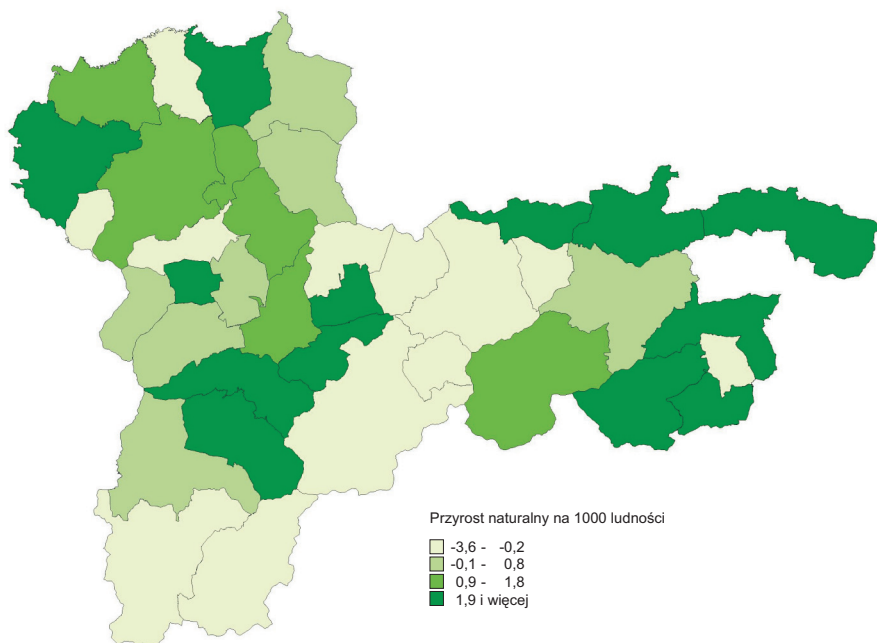 Przyrost naturalny na 1000 ludności
-3,6 - -0,2
-0,1 - 0,8
0,9 - 1,8
1,9 i więcej